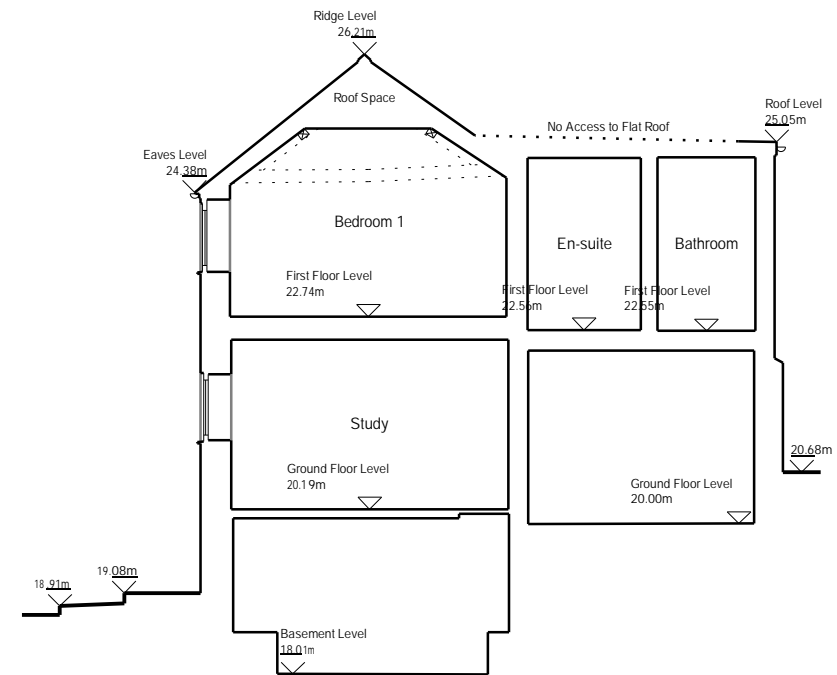 Ridge Level
26.21m
Roof Space
Roof Level
25.05m
No Access to Flat Roof
Eaves Level
24.38m
Bedroom 1
En-suite
Bathroom
First Floor Level
22.74m
First Floor Level
22.56m
First Floor Level
22.55m
Study
20.68m
Ground Floor Level
20.19m
Ground Floor Level
20.00m
19.08m
18.91m
Basement Level
18.01m